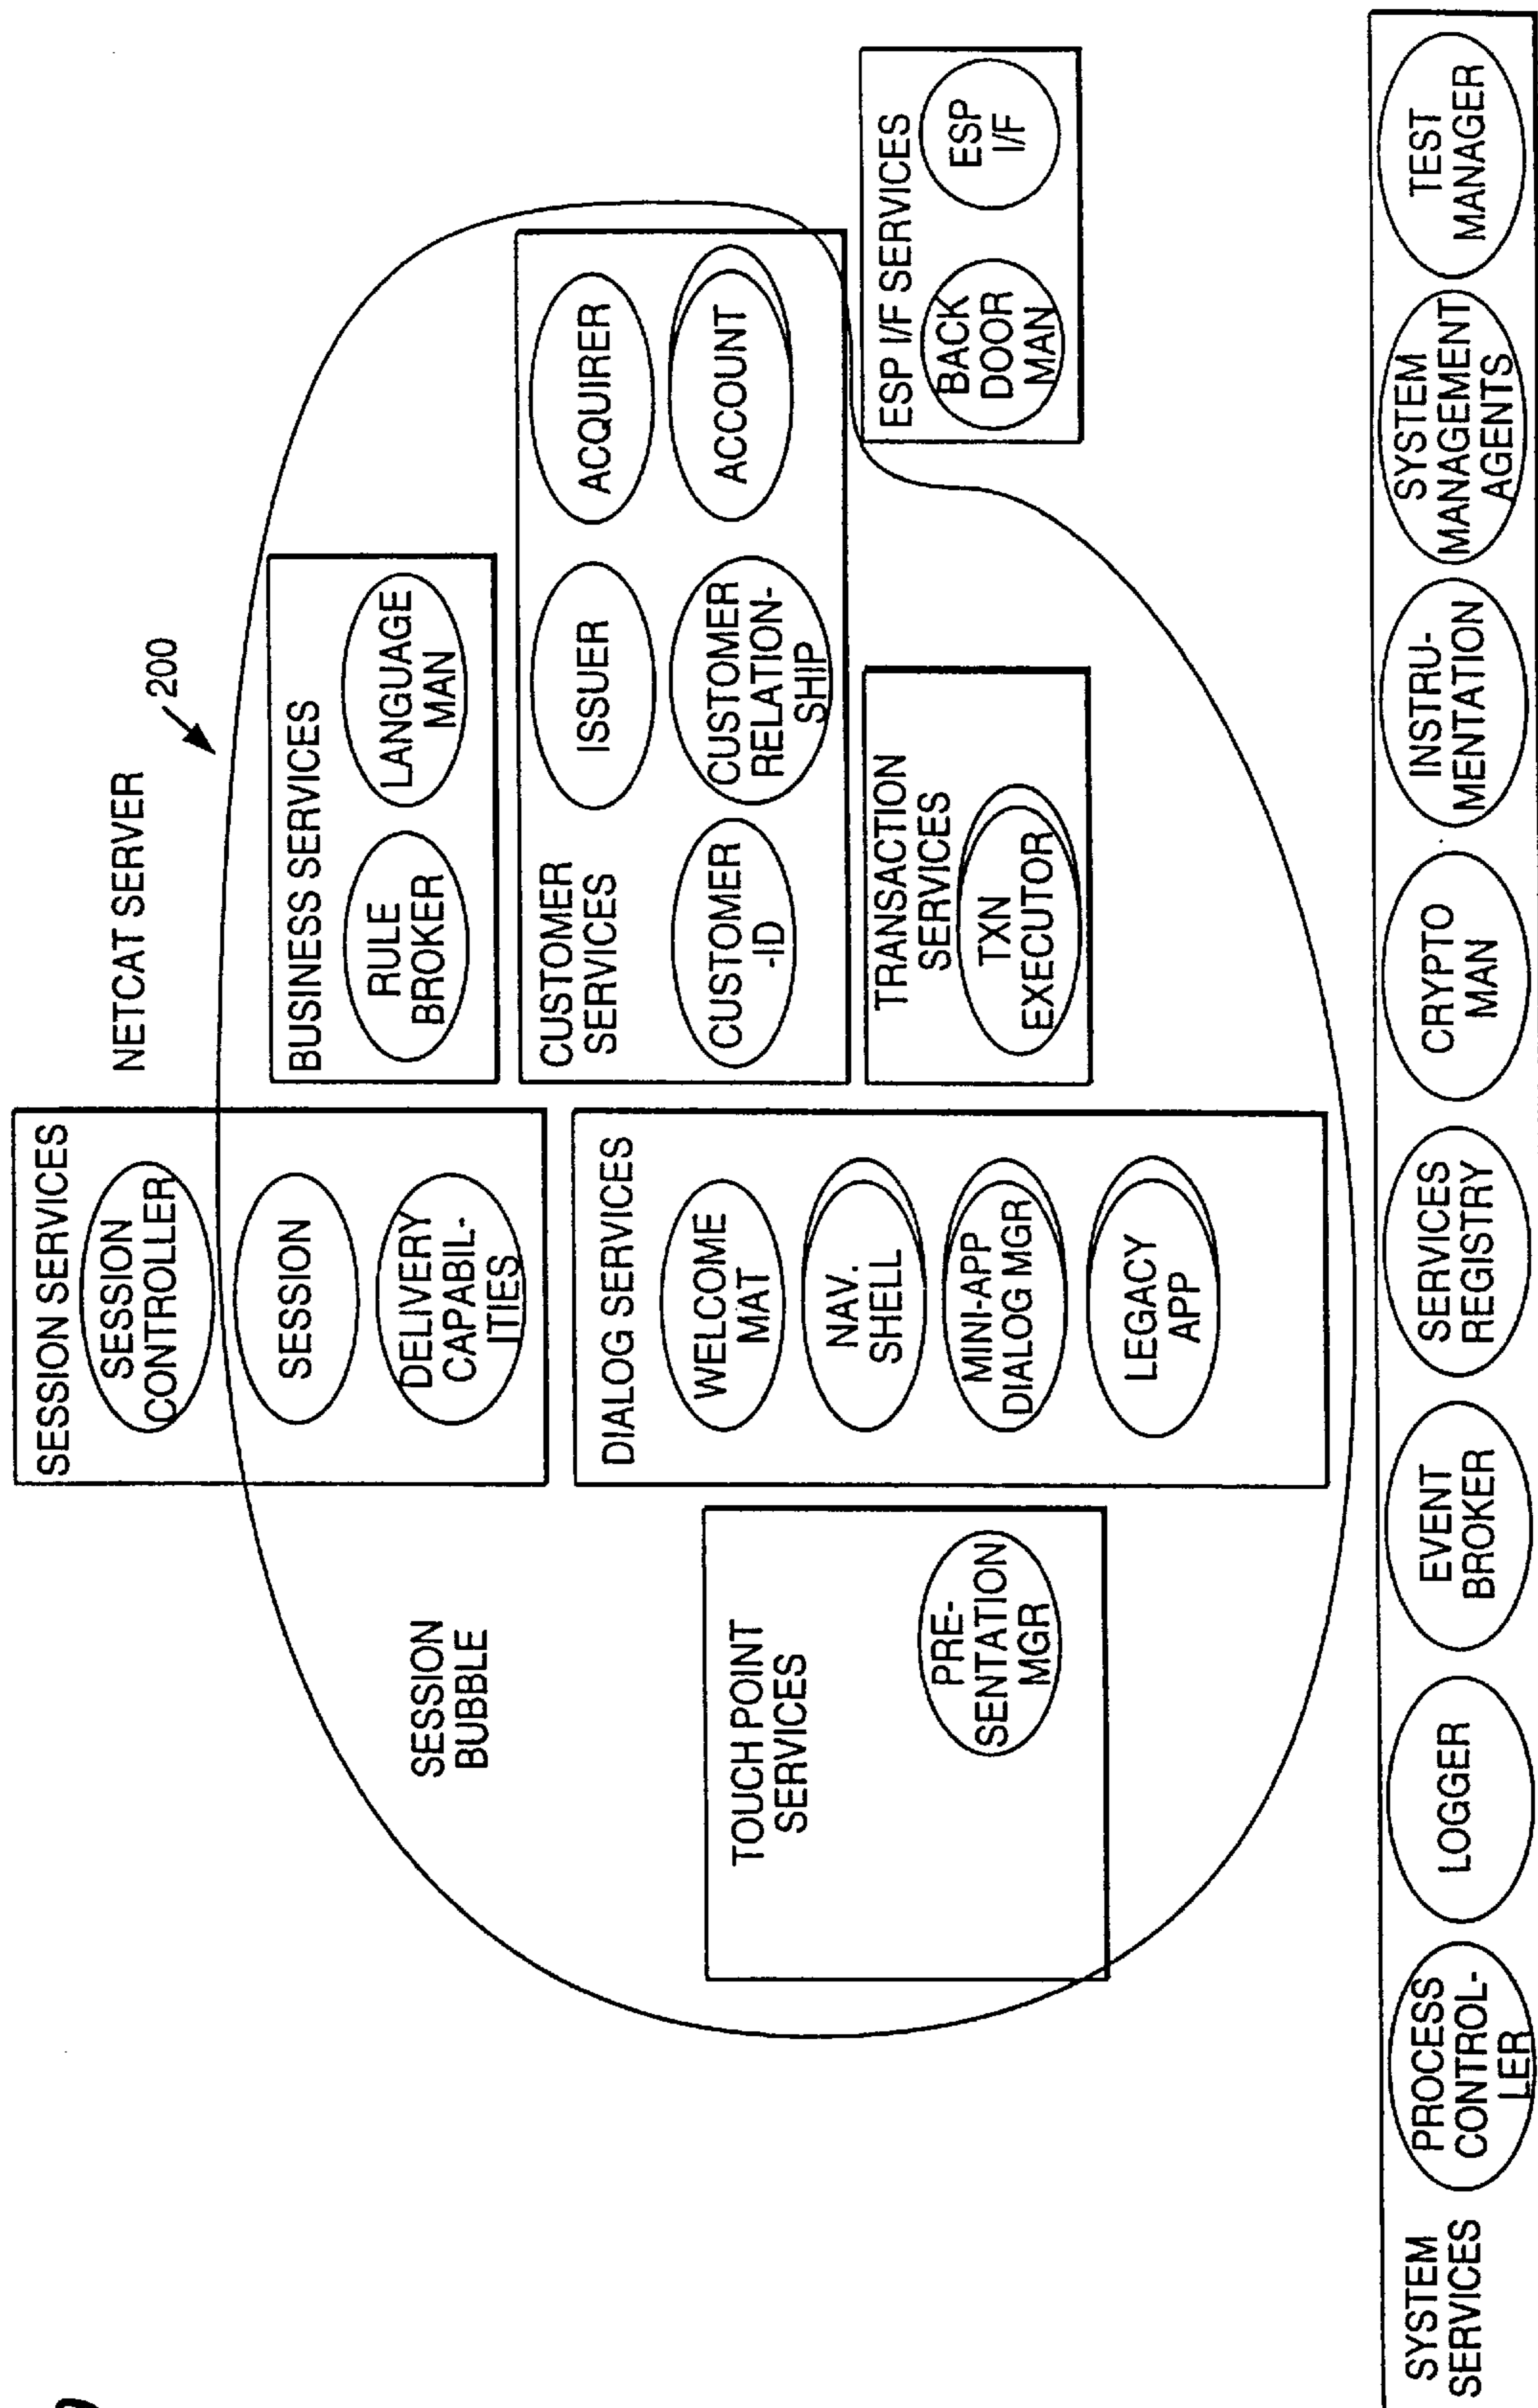 NETCAT SERVER
200
SESSION SERVICES
SESSION
CONTROLLER
SESSION
DELIVERY
CAPABIL-
ITIES
SESSION
BUBBLE
BUSINESS SERVICES
RULE
BROKER
LANGUAGE
MAN
CUSTOMER
SERVICES
ISSUER
ACQUIRER
CUSTOMER
-ID
CUSTOMER
RELATION-
SHIP
ACCOUNT
TOUCH POINT
SERVICES
PRE-
SENTATION
MGR
DIALOG SERVICES
WELCOME
MAT
NAV.
SHELL
MINI-APP
DIALOG MGR
LEGACY
APP
TRANSACTION
SERVICES
TXN
EXECUTOR
ESP I/F SERVICES
BACK
DOOR
MAN
ESP
I/F
SYSTEM
SERVICES
PROCESS
CONTROL-
LER
LOGGER
EVENT
BROKER
SERVICES
REGISTRY
CRYPTO
MAN
INSTRU-
MENTATION
SYSTEM
MANAGEMENT
AGENTS
TEST
MANAGER